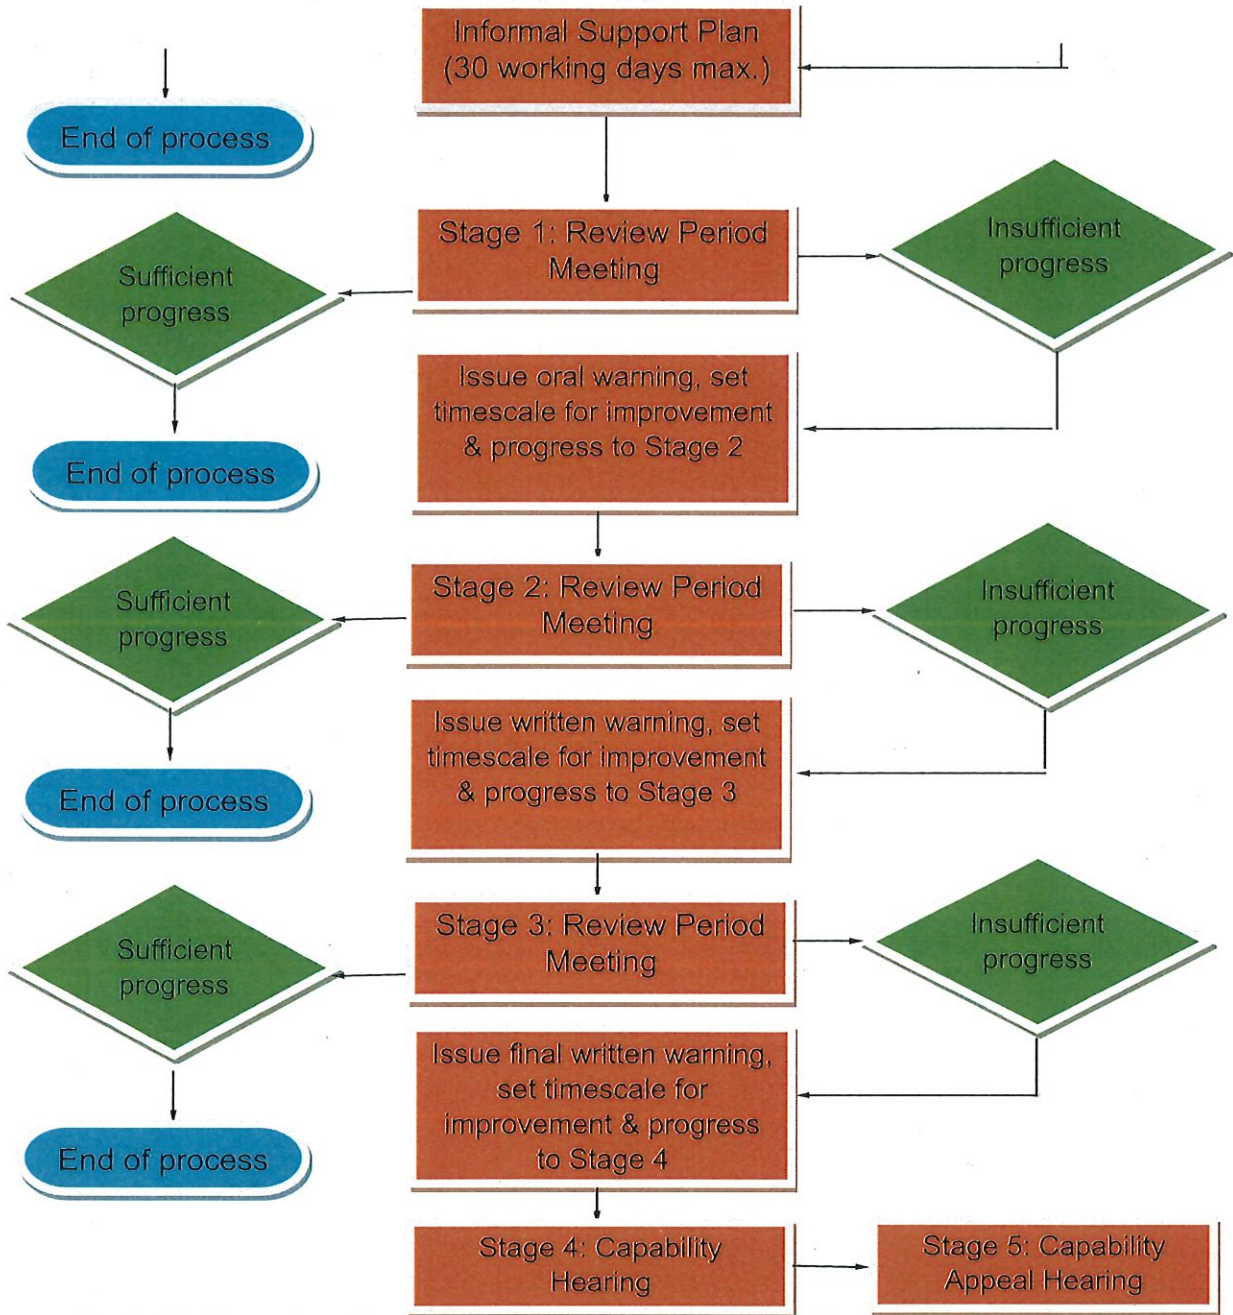 Informal Support Plan
(30 working days max.)
End of process
Stage 1: Review Period
Meeting
Insufficient
progress
Sufficient
progress
Issue oral warning, set
timescale for improvement
& progress to Stage 2
End of process
Stage 2: Review Period
Meeting
Insufficient
progress
Sufficient
progress
Issue written warning, set
timescale for improvement
& progress to Stage 3
End of process
Stage 3: Review Period
Meeting
Insufficient
progress
Sufficient
progress
Issue final written warning,
set timescale for
improvement & progress
to Stage 4
End of process
Stage 4: Capability
Hearing
Stage 5: Capability
Appeal Hearing